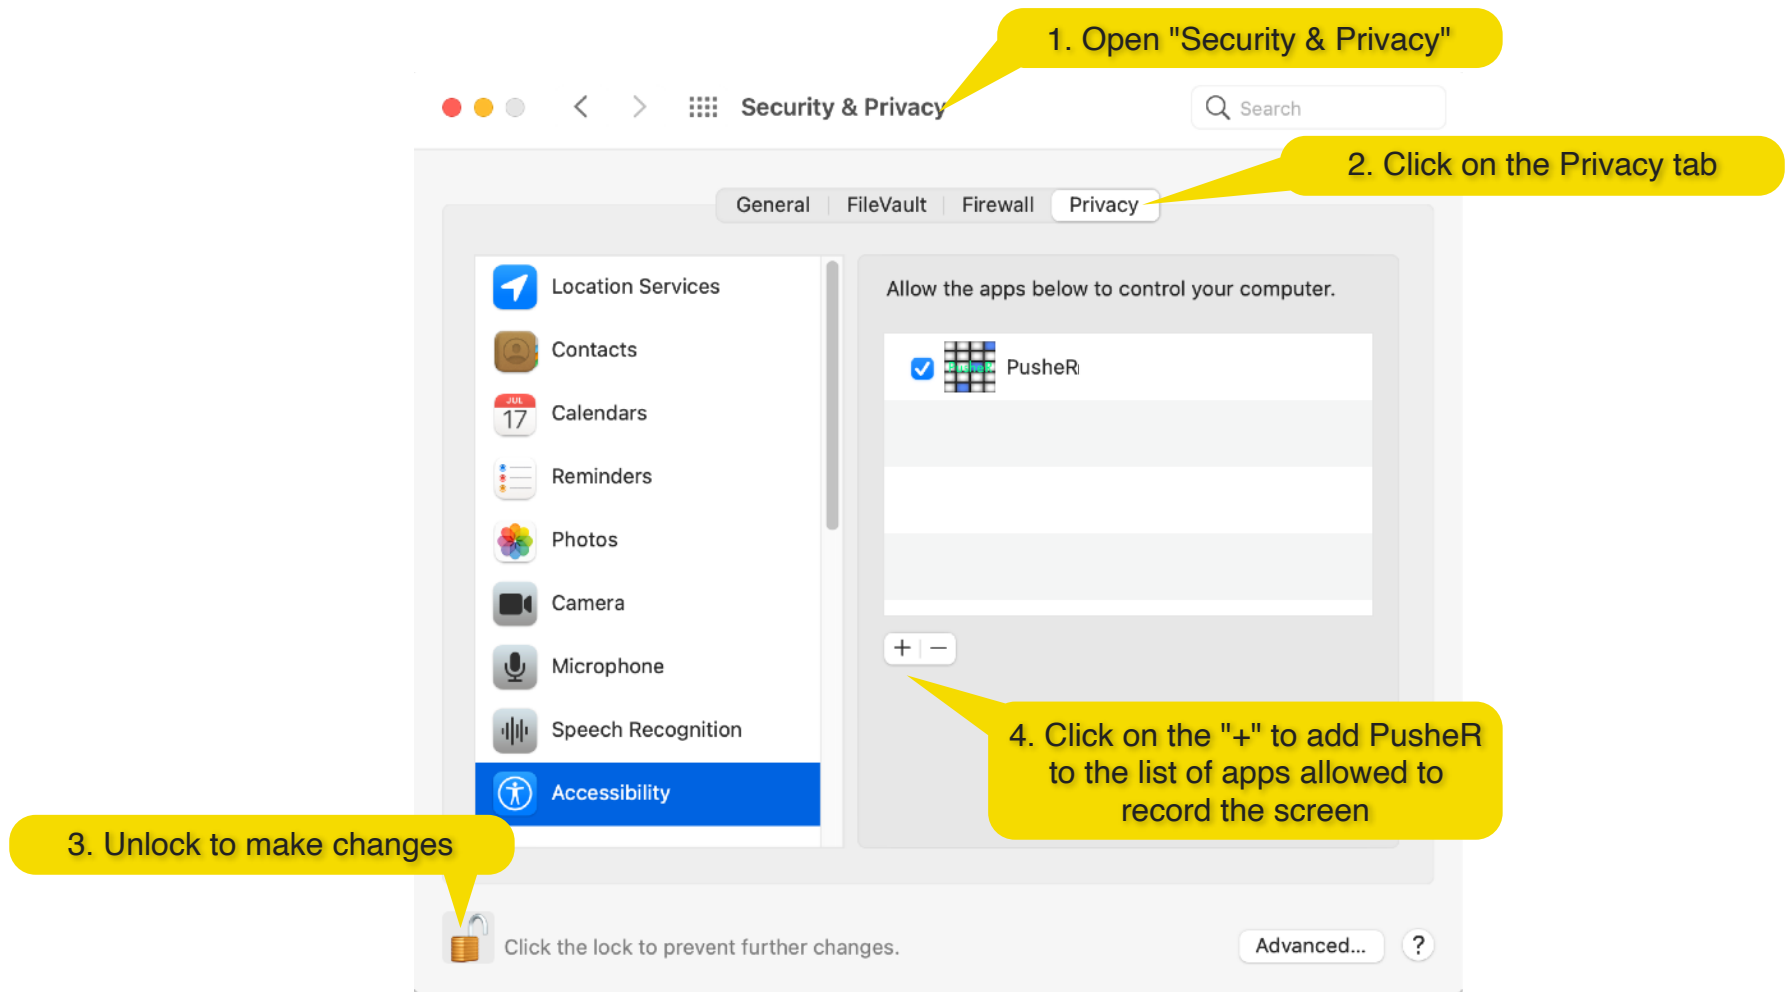 1. Open "Security & Privacy"
Security & Privacy
Search
2. Click on the Privacy tab
General
FileVault
Firewall
Privacy
Location Services
Contacts
JUL
17
Calendars
Reminders
Photos
Camera
Microphone
Speech Recognition
Accessibility
Allow the apps below to control your computer.
PusheR
PusheR
+
−
4. Click on the "+" to add PusheR
to the list of apps allowed to
record the screen
3. Unlock to make changes
Click the lock to prevent further changes.
Advanced...
?